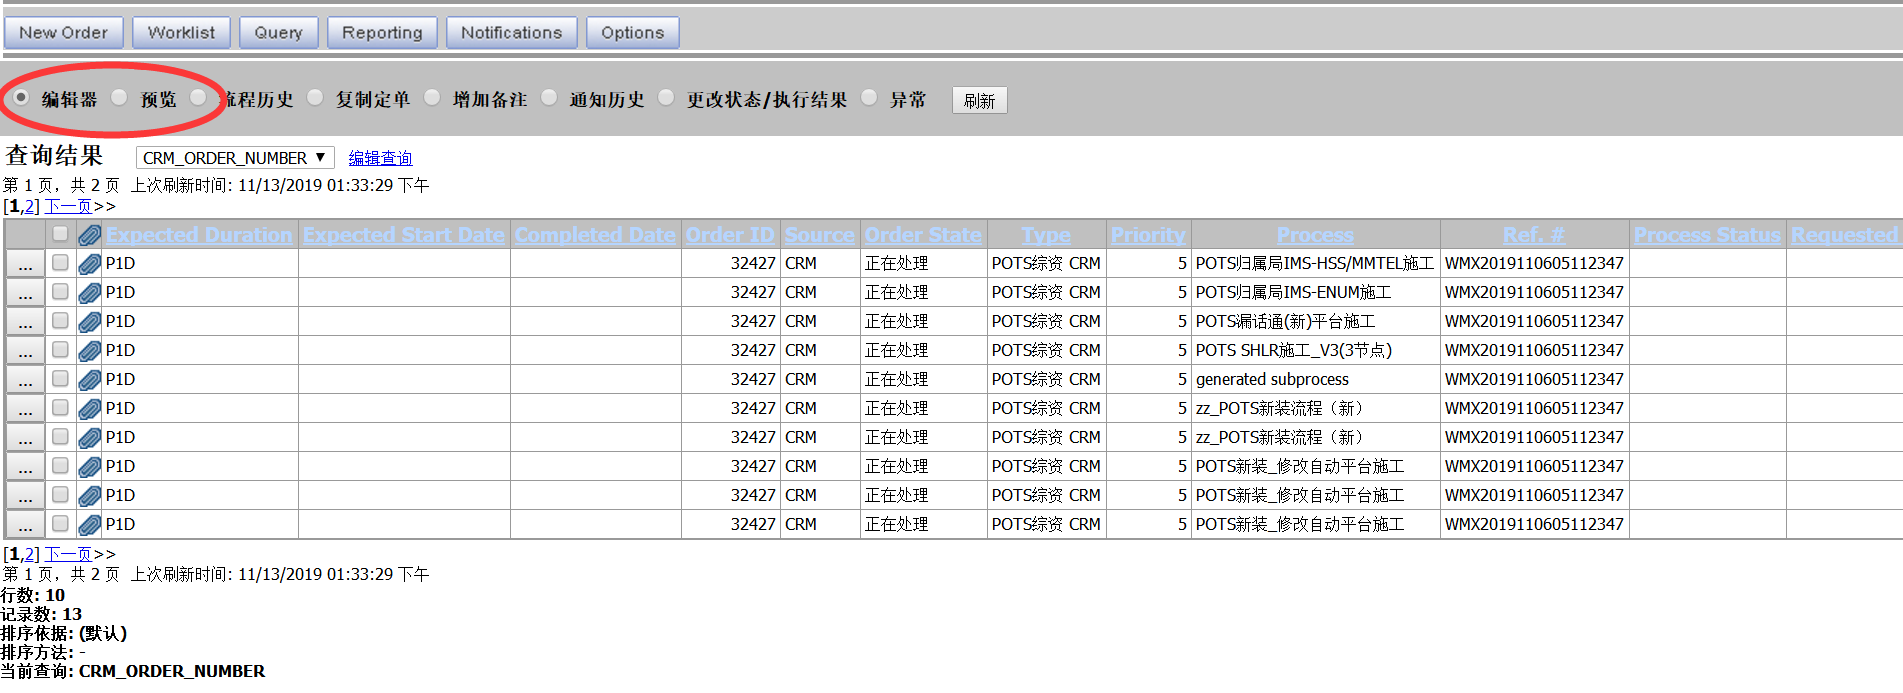 New Order Worklist Query Reporting Notifications Options
编辑器 预览 流程历史 复制定单 增加备注 通知历史 更改状态/执行结果 异常 刷新
查询结果 CRM_ORDER_NUMBER ▼ 编辑查询
第 1 页，共 2 页 上次刷新时间: 11/13/2019 01:33:29 下午
[1,2] 下一页>>
Expected Duration Expected Start Date Completed Date Order ID Source Order State Type Priority Process Ref. # Process Status Requested
... P1D 32427 CRM 正在处理 POTS综资 CRM 5 POTS归属局IMS-HSS/MMTEL施工 WMX2019110605112347
... P1D 32427 CRM 正在处理 POTS综资 CRM 5 POTS归属局IMS-ENUM施工 WMX2019110605112347
... P1D 32427 CRM 正在处理 POTS综资 CRM 5 POTS漏话通(新)平台施工 WMX2019110605112347
... P1D 32427 CRM 正在处理 POTS综资 CRM 5 POTS SHLR施工_V3(3节点) WMX2019110605112347
... P1D 32427 CRM 正在处理 POTS综资 CRM 5 generated subprocess WMX2019110605112347
... P1D 32427 CRM 正在处理 POTS综资 CRM 5 zz_POTS新装流程（新） WMX2019110605112347
... P1D 32427 CRM 正在处理 POTS综资 CRM 5 zz_POTS新装流程（新） WMX2019110605112347
... P1D 32427 CRM 正在处理 POTS综资 CRM 5 POTS新装_修改自动平台施工 WMX2019110605112347
... P1D 32427 CRM 正在处理 POTS综资 CRM 5 POTS新装_修改自动平台施工 WMX2019110605112347
... P1D 32427 CRM 正在处理 POTS综资 CRM 5 POTS新装_修改自动平台施工 WMX2019110605112347
[1,2] 下一页>>
第 1 页，共 2 页 上次刷新时间: 11/13/2019 01:33:29 下午
行数: 10
记录数: 13
排序依据: (默认)
排序方法: -
当前查询: CRM_ORDER_NUMBER